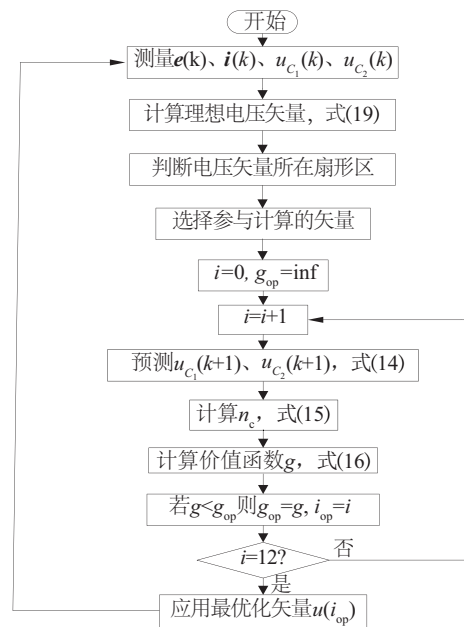 开始
测量e(k)、i(k)、u_{C_1}(k)、u_{C_2}(k)
计算理想电压矢量，式(19)
判断电压矢量所在扇形区
选择参与计算的矢量
i=0, g_{op}=inf
i=i+1
预测u_{C_1}(k+1)、u_{C_2}(k+1)，式(14)
计算n_c，式(15)
计算价值函数g，式(16)
若g<g_{op}则g_{op}=g, i_{op}=i
i=12?
否
是
应用最优化矢量u(i_{op})